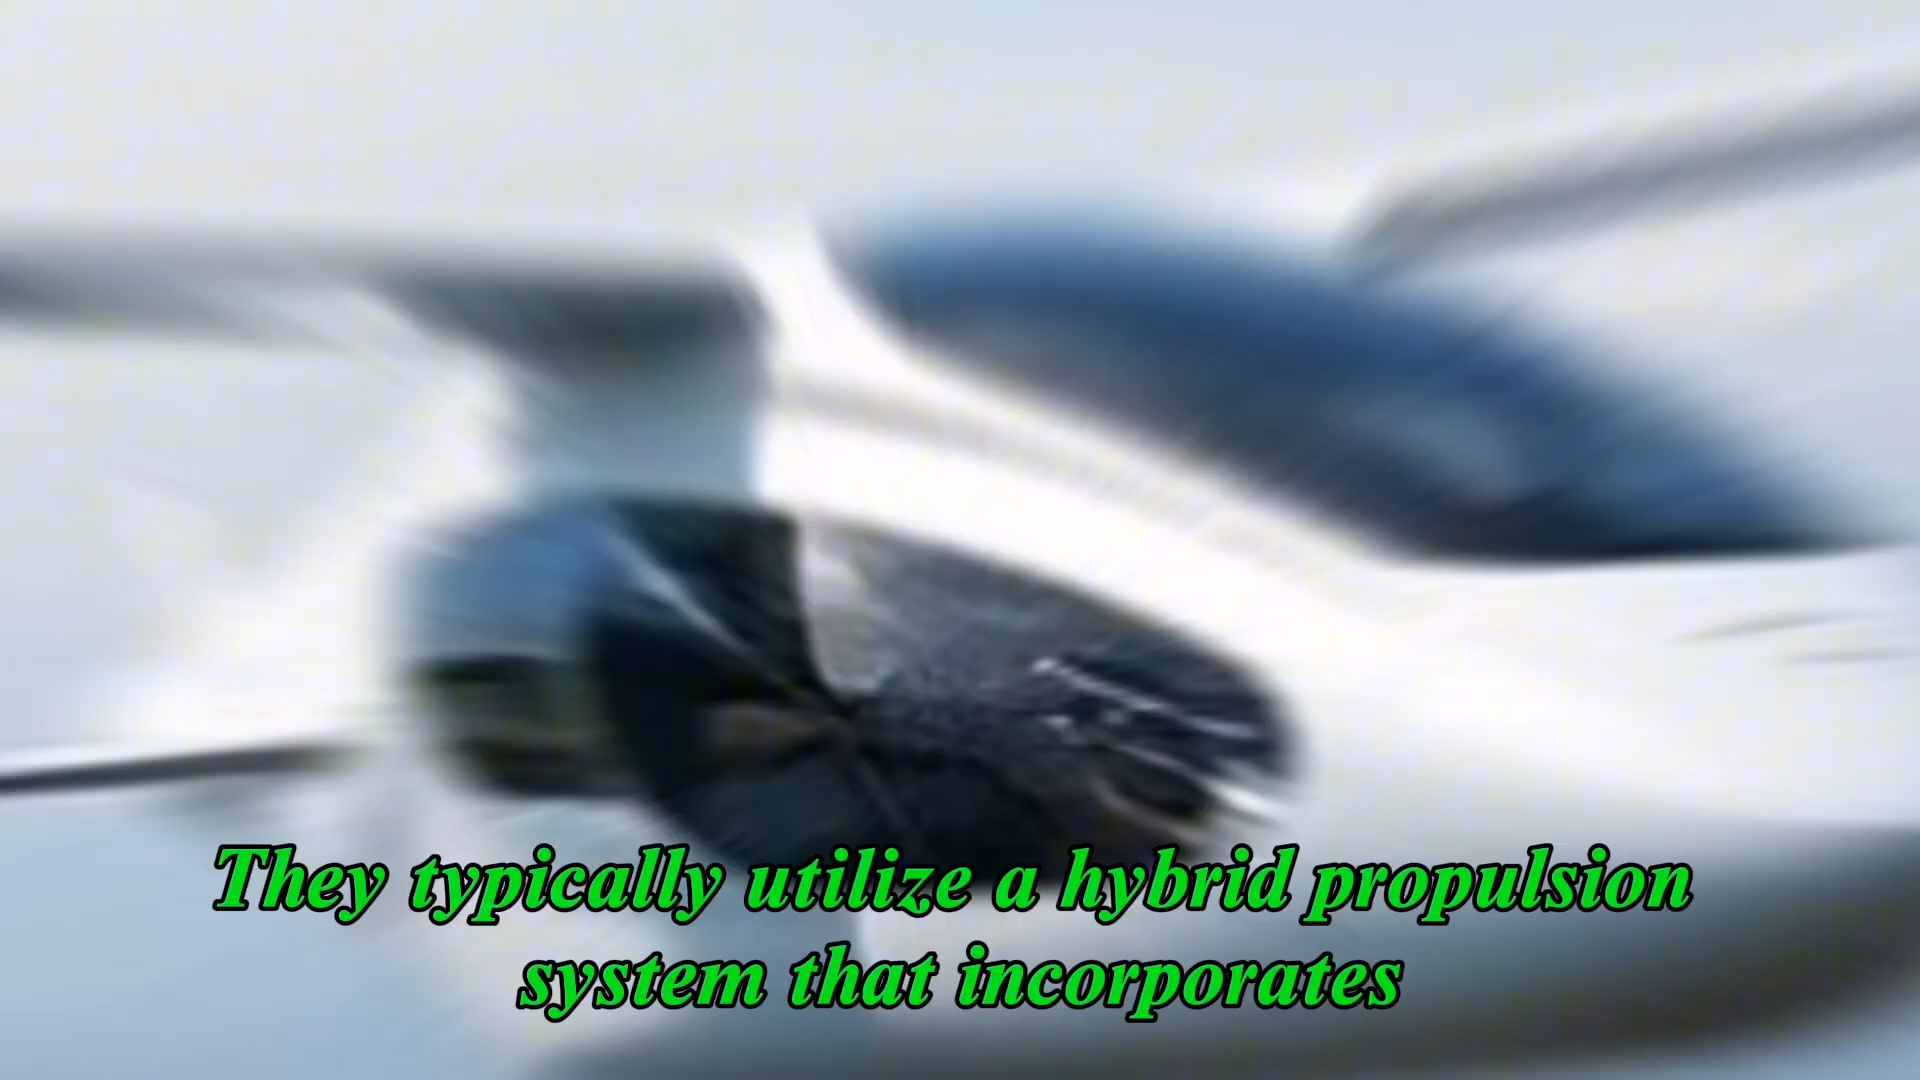 They typically utilize a hybrid propulsion
system that incorporates